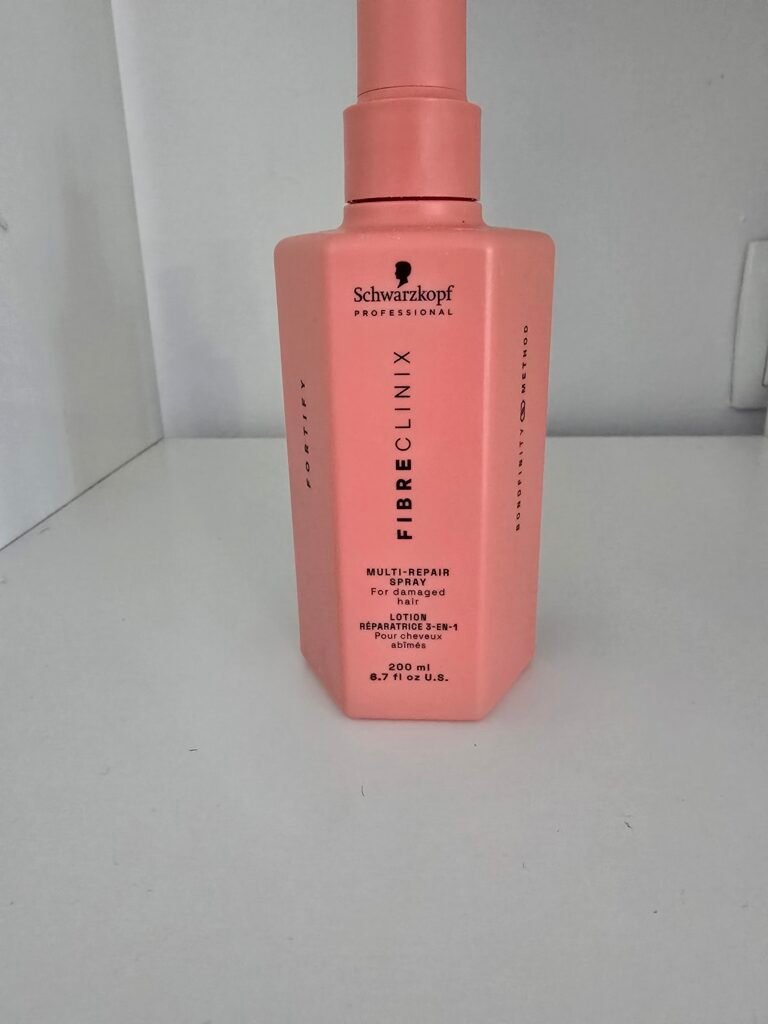 Schwarzkopf
PROFESSIONAL
FORTIFY
FIBRECLINIX
BONDFINITY METHOD
MULTI-REPAIR
SPRAY
For damaged
hair
LOTION
RÉPARATRICE 3-EN-1
Pour cheveux
abîmés
200 ml
6.7 fl oz U.S.